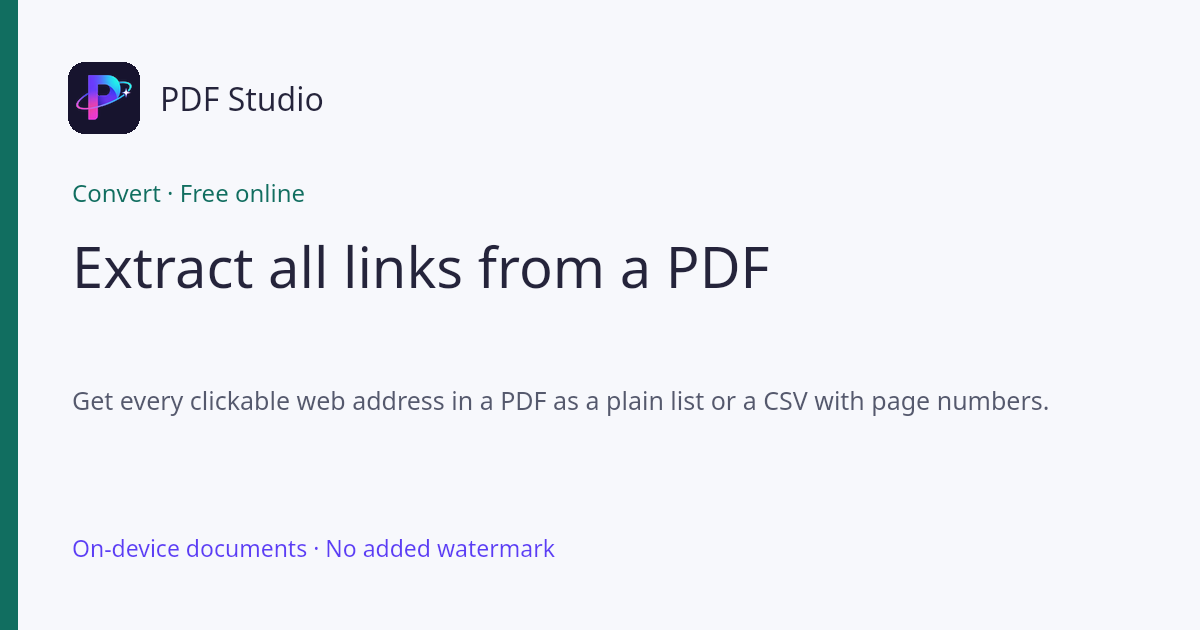 PDF Studio
Convert · Free online
Extract all links from a PDF
Get every clickable web address in a PDF as a plain list or a CSV with page numbers.
On-device documents · No added watermark